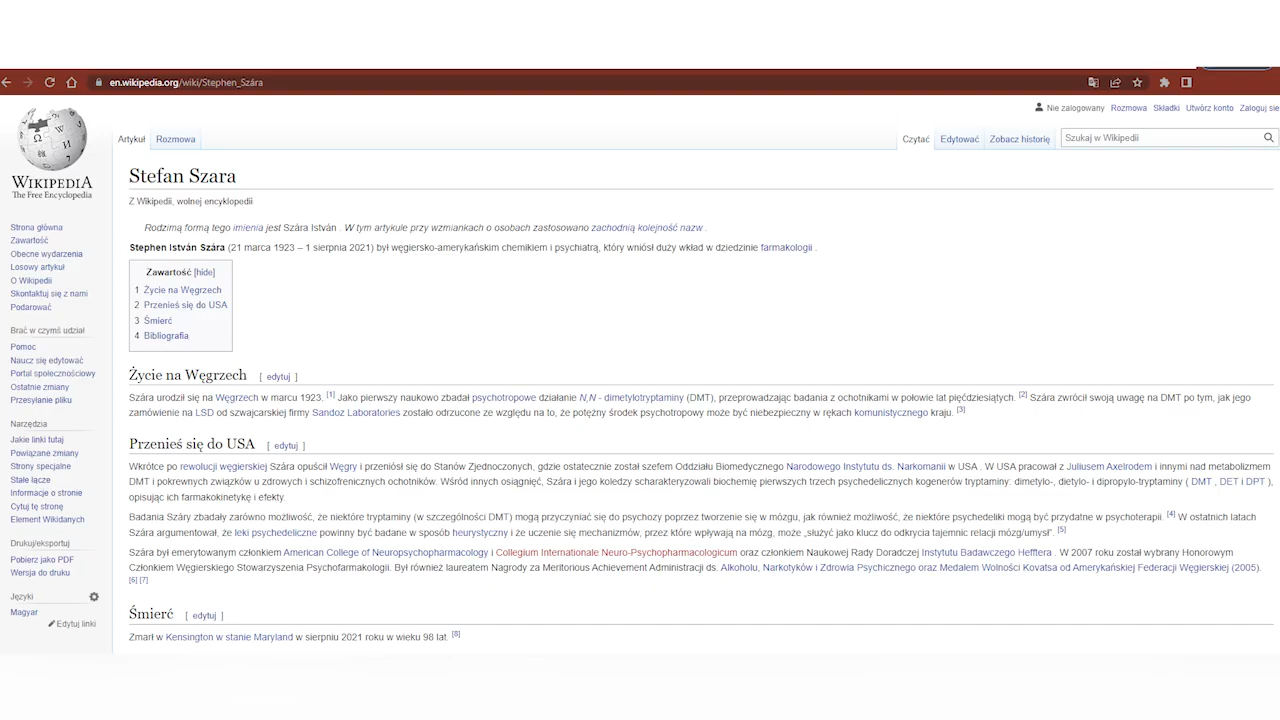 en.wikipedia.org/wiki/Stephen_Szára
Nie zalogowany Rozmowa Składki Utwórz konto Zaloguj sie
Artykuł Rozmowa Czytać Edytować Zobacz historię Szukaj w Wikipedii
WIKIPEDIA
The Free Encyclopedia
Strona główna
Zawartość
Obecne wydarzenia
Losowy artykuł
O Wikipedii
Skontaktuj się z nami
Podarować
Brać w czymś udział
Pomoc
Naucz się edytować
Portal społecznościowy
Ostatnie zmiany
Przesyłanie pliku
Narzędzia
Jakie linki tutaj
Powiązane zmiany
Strony specjalne
Stałe łącze
Informacje o stronie
Cytuj tę stronę
Element Wikidanych
Drukuj/eksportuj
Pobierz jako PDF
Wersja do druku
Języki
Magyar
Edytuj linki
Stefan Szara
Z Wikipedii, wolnej encyklopedii
Rodzimą formą tego imienia jest Szára István . W tym artykule przy wzmiankach o osobach zastosowano zachodnią kolejność nazw .
Stephen István Szára (21 marca 1923 – 1 sierpnia 2021) był węgiersko-amerykańskim chemikiem i psychiatrą, który wniósł duży wkład w dziedzinie farmakologii .
Zawartość [hide]
1 Życie na Węgrzech
2 Przenieś się do USA
3 Śmierć
4 Bibliografia
Życie na Węgrzech [ edytuj ]
Szára urodził się na Węgrzech w marcu 1923. [1] Jako pierwszy naukowo zbadał psychotropowe działanie N,N - dimetylotryptaminy (DMT), przeprowadzając badania z ochotnikami w połowie lat pięćdziesiątych. [2] Szára zwrócił swoją uwagę na DMT po tym, jak jego
zamówienie na LSD od szwajcarskiej firmy Sandoz Laboratories zostało odrzucone ze względu na to, że potężny środek psychotropowy może być niebezpieczny w rękach komunistycznego kraju. [3]
Przenieś się do USA [ edytuj ]
Wkrótce po rewolucji węgierskiej Szára opuścił Węgry i przeniósł się do Stanów Zjednoczonych, gdzie ostatecznie został szefem Oddziału Biomedycznego Narodowego Instytutu ds. Narkomanii w USA . W USA pracował z Juliusem Axelrodem i innymi nad metabolizmem
DMT i pokrewnych związków u zdrowych i schizofrenicznych ochotników. Wśród innych osiągnięć, Szára i jego koledzy scharakteryzowali biochemię pierwszych trzech psychedelicznych kogenerów tryptaminy: dimetylo-, dietylo- i dipropylo-tryptaminy ( DMT , DET i DPT ),
opisując ich farmakokinetykę i efekty.
Badania Száry zbadały zarówno możliwość, że niektóre tryptaminy (w szczególności DMT) mogą przyczyniać się do psychozy poprzez tworzenie się w mózgu, jak również możliwość, że niektóre psychedeliki mogą być przydatne w psychoterapii. [4] W ostatnich latach
Szára argumentował, że leki psychedeliczne powinny być badane w sposób heurystyczny i że uczenie się mechanizmów, przez które wpływają na mózg, może „służyć jako klucz do odkrycia tajemnic relacji mózg/umysł”. [5]
Szára był emerytowanym członkiem American College of Neuropsychopharmacology i Collegium Internationale Neuro-Psychopharmacologicum oraz członkiem Naukowej Rady Doradczej Instytutu Badawczego Hefftera . W 2007 roku został wybrany Honorowym
Członkiem Węgierskiego Stowarzyszenia Psychofarmakologii. Był również laureatem Nagrody za Meritorious Achievement Administracji ds. Alkoholu, Narkotyków i Zdrowia Psychicznego oraz Medalem Wolności Kovatsa od Amerykańskiej Federacji Węgierskiej (2005).
[6] [7]
Śmierć [ edytuj ]
Zmarł w Kensington w stanie Maryland w sierpniu 2021 roku w wieku 98 lat. [8]